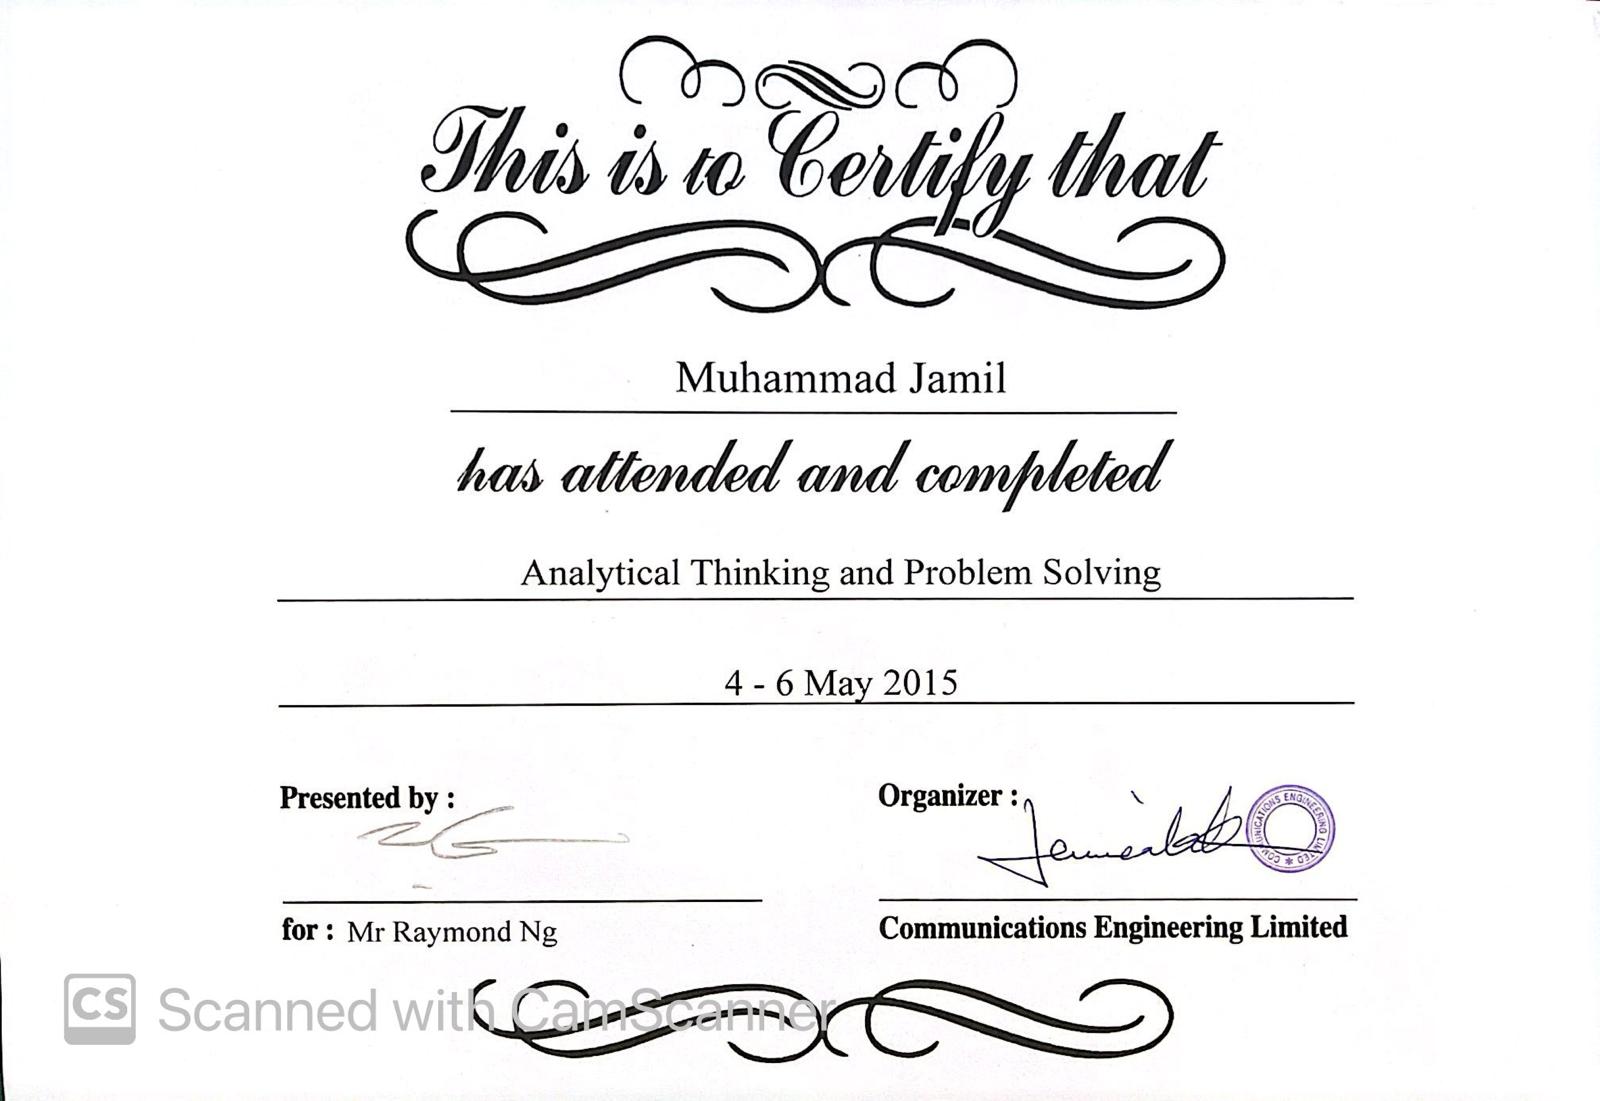 This is to Certify that
Muhammad Jamil
has attended and completed
Analytical Thinking and Problem Solving
4 - 6 May 2015
Presented by :
Organizer :
COMMUNICATIONS ENGINEERING LIMITED
for : Mr Raymond Ng
Communications Engineering Limited
CS Scanned with CamScanner